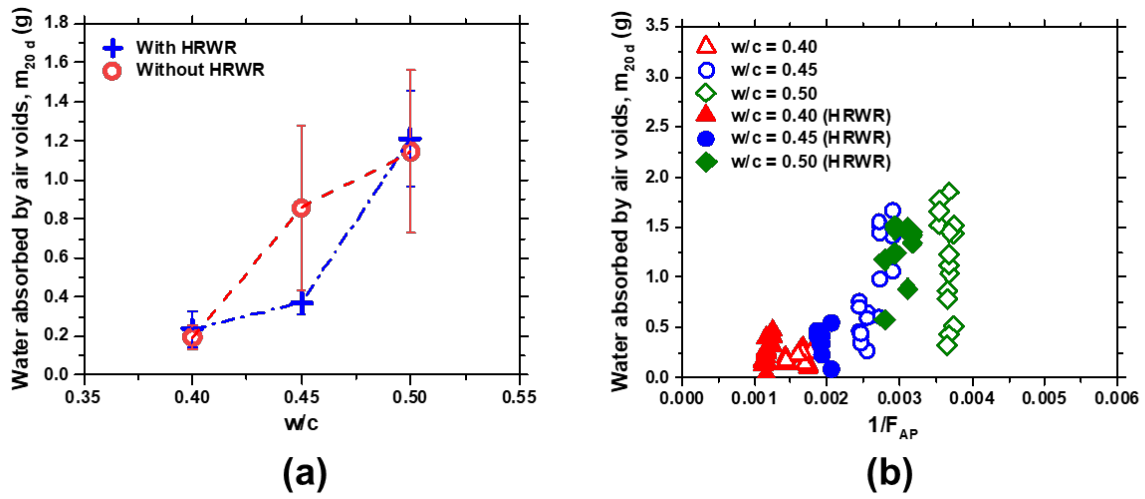 1.8
1.6
1.4
1.2
1.0
0.8
0.6
0.4
0.2
0.0
Water absorbed by air voids, m20 d (g)
With HRWR
Without HRWR
0.35
0.40
0.45
0.50
0.55
w/c
(a)
3.5
3.0
2.5
2.0
1.5
1.0
0.5
0.0
Water absorbed by air voids, m20 d (g)
w/c = 0.40
w/c = 0.45
w/c = 0.50
w/c = 0.40 (HRWR)
w/c = 0.45 (HRWR)
w/c = 0.50 (HRWR)
0.000
0.001
0.002
0.003
0.004
0.005
0.006
1/FAP
(b)